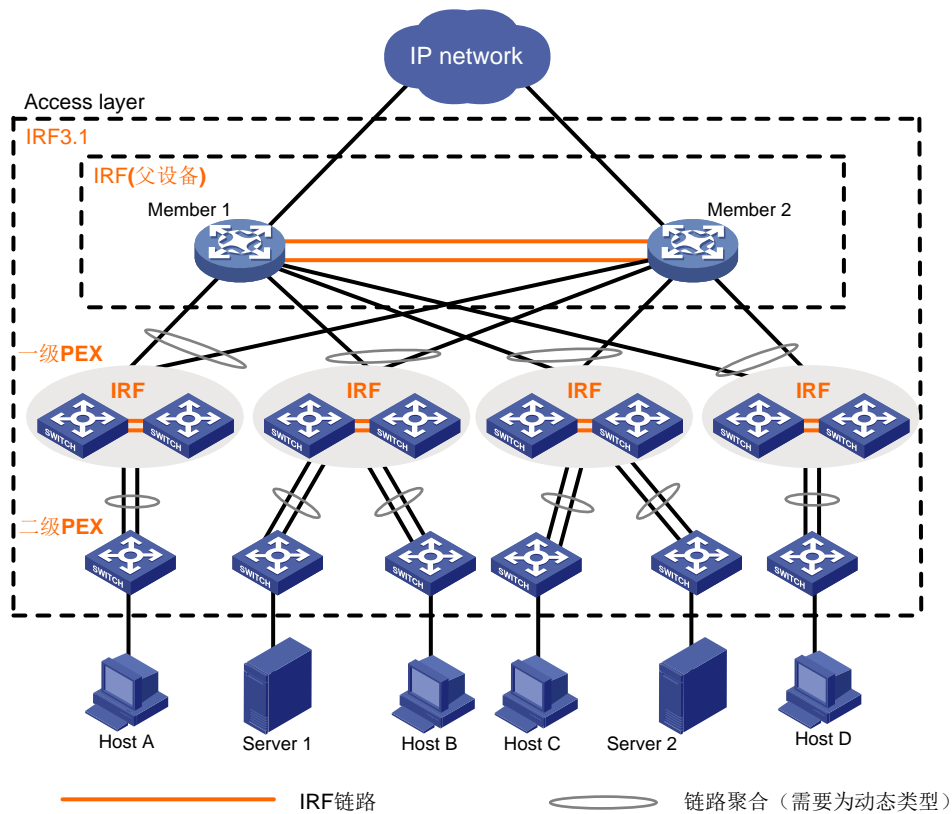 IP network
Access layer
IRF3.1
IRF(父设备)
Member 1
Member 2
一级PEX
IRF
IRF
IRF
IRF
SWITCH
SWITCH
SWITCH
SWITCH
SWITCH
SWITCH
SWITCH
SWITCH
二级PEX
SWITCH
SWITCH
SWITCH
SWITCH
SWITCH
SWITCH
Host A
Server 1
Host B
Host C
Server 2
Host D
IRF链路
链路聚合（需要为动态类型）